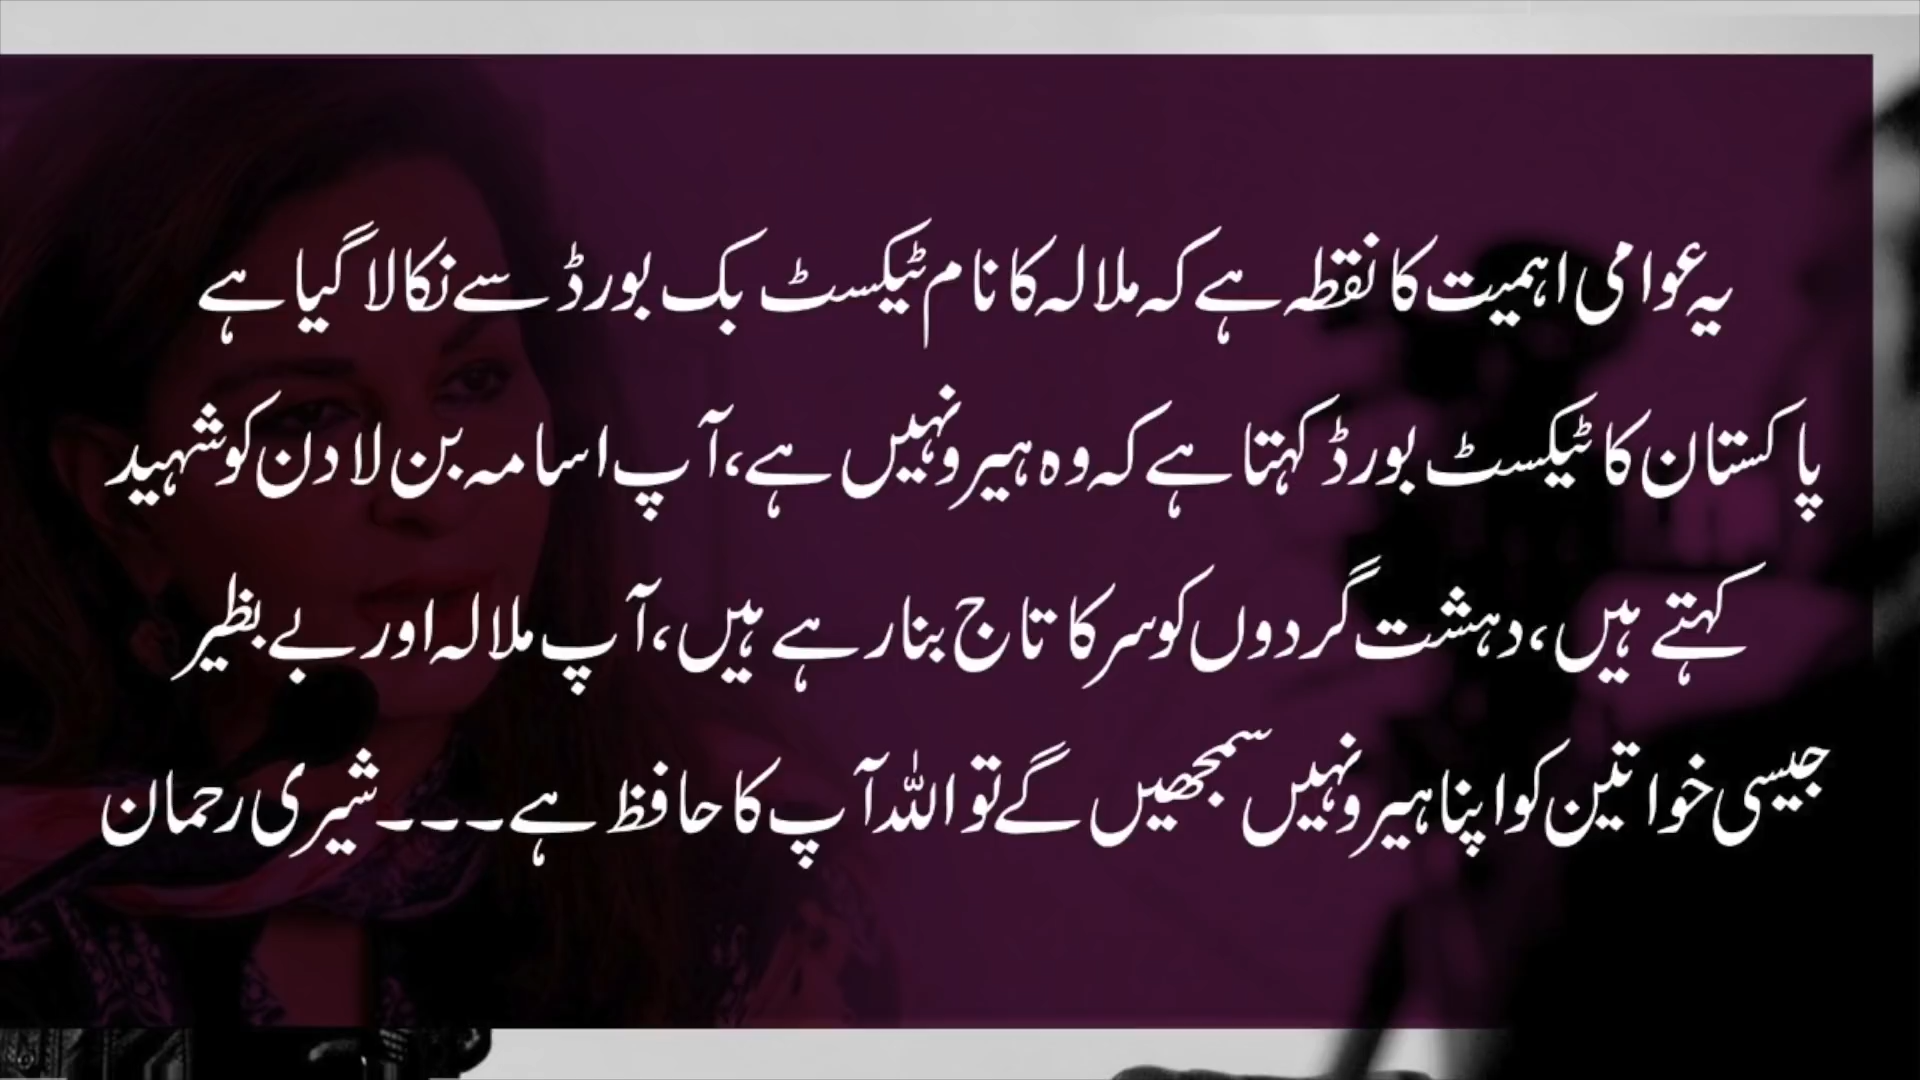 یہ عوامی اہمیت کا نقطہ ہے کہ ملالہ کا نام ٹیکسٹ بک بورڈ سے نکالا گیا ہے
پاکستان کا ٹیکسٹ بورڈ کہتا ہے کہ وہ ہیرو نہیں ہے، آپ اسامہ بن لادن کو شہید
کہتے ہیں، دہشت گردوں کو سر کا تاج بنا رہے ہیں، آپ ملالہ اور بے بظیر
جیسی خواتین کو اپنا ہیرو نہیں سمجھیں گے تو اللہ آپ کا حافظ ہے۔۔۔ شیری رحمان